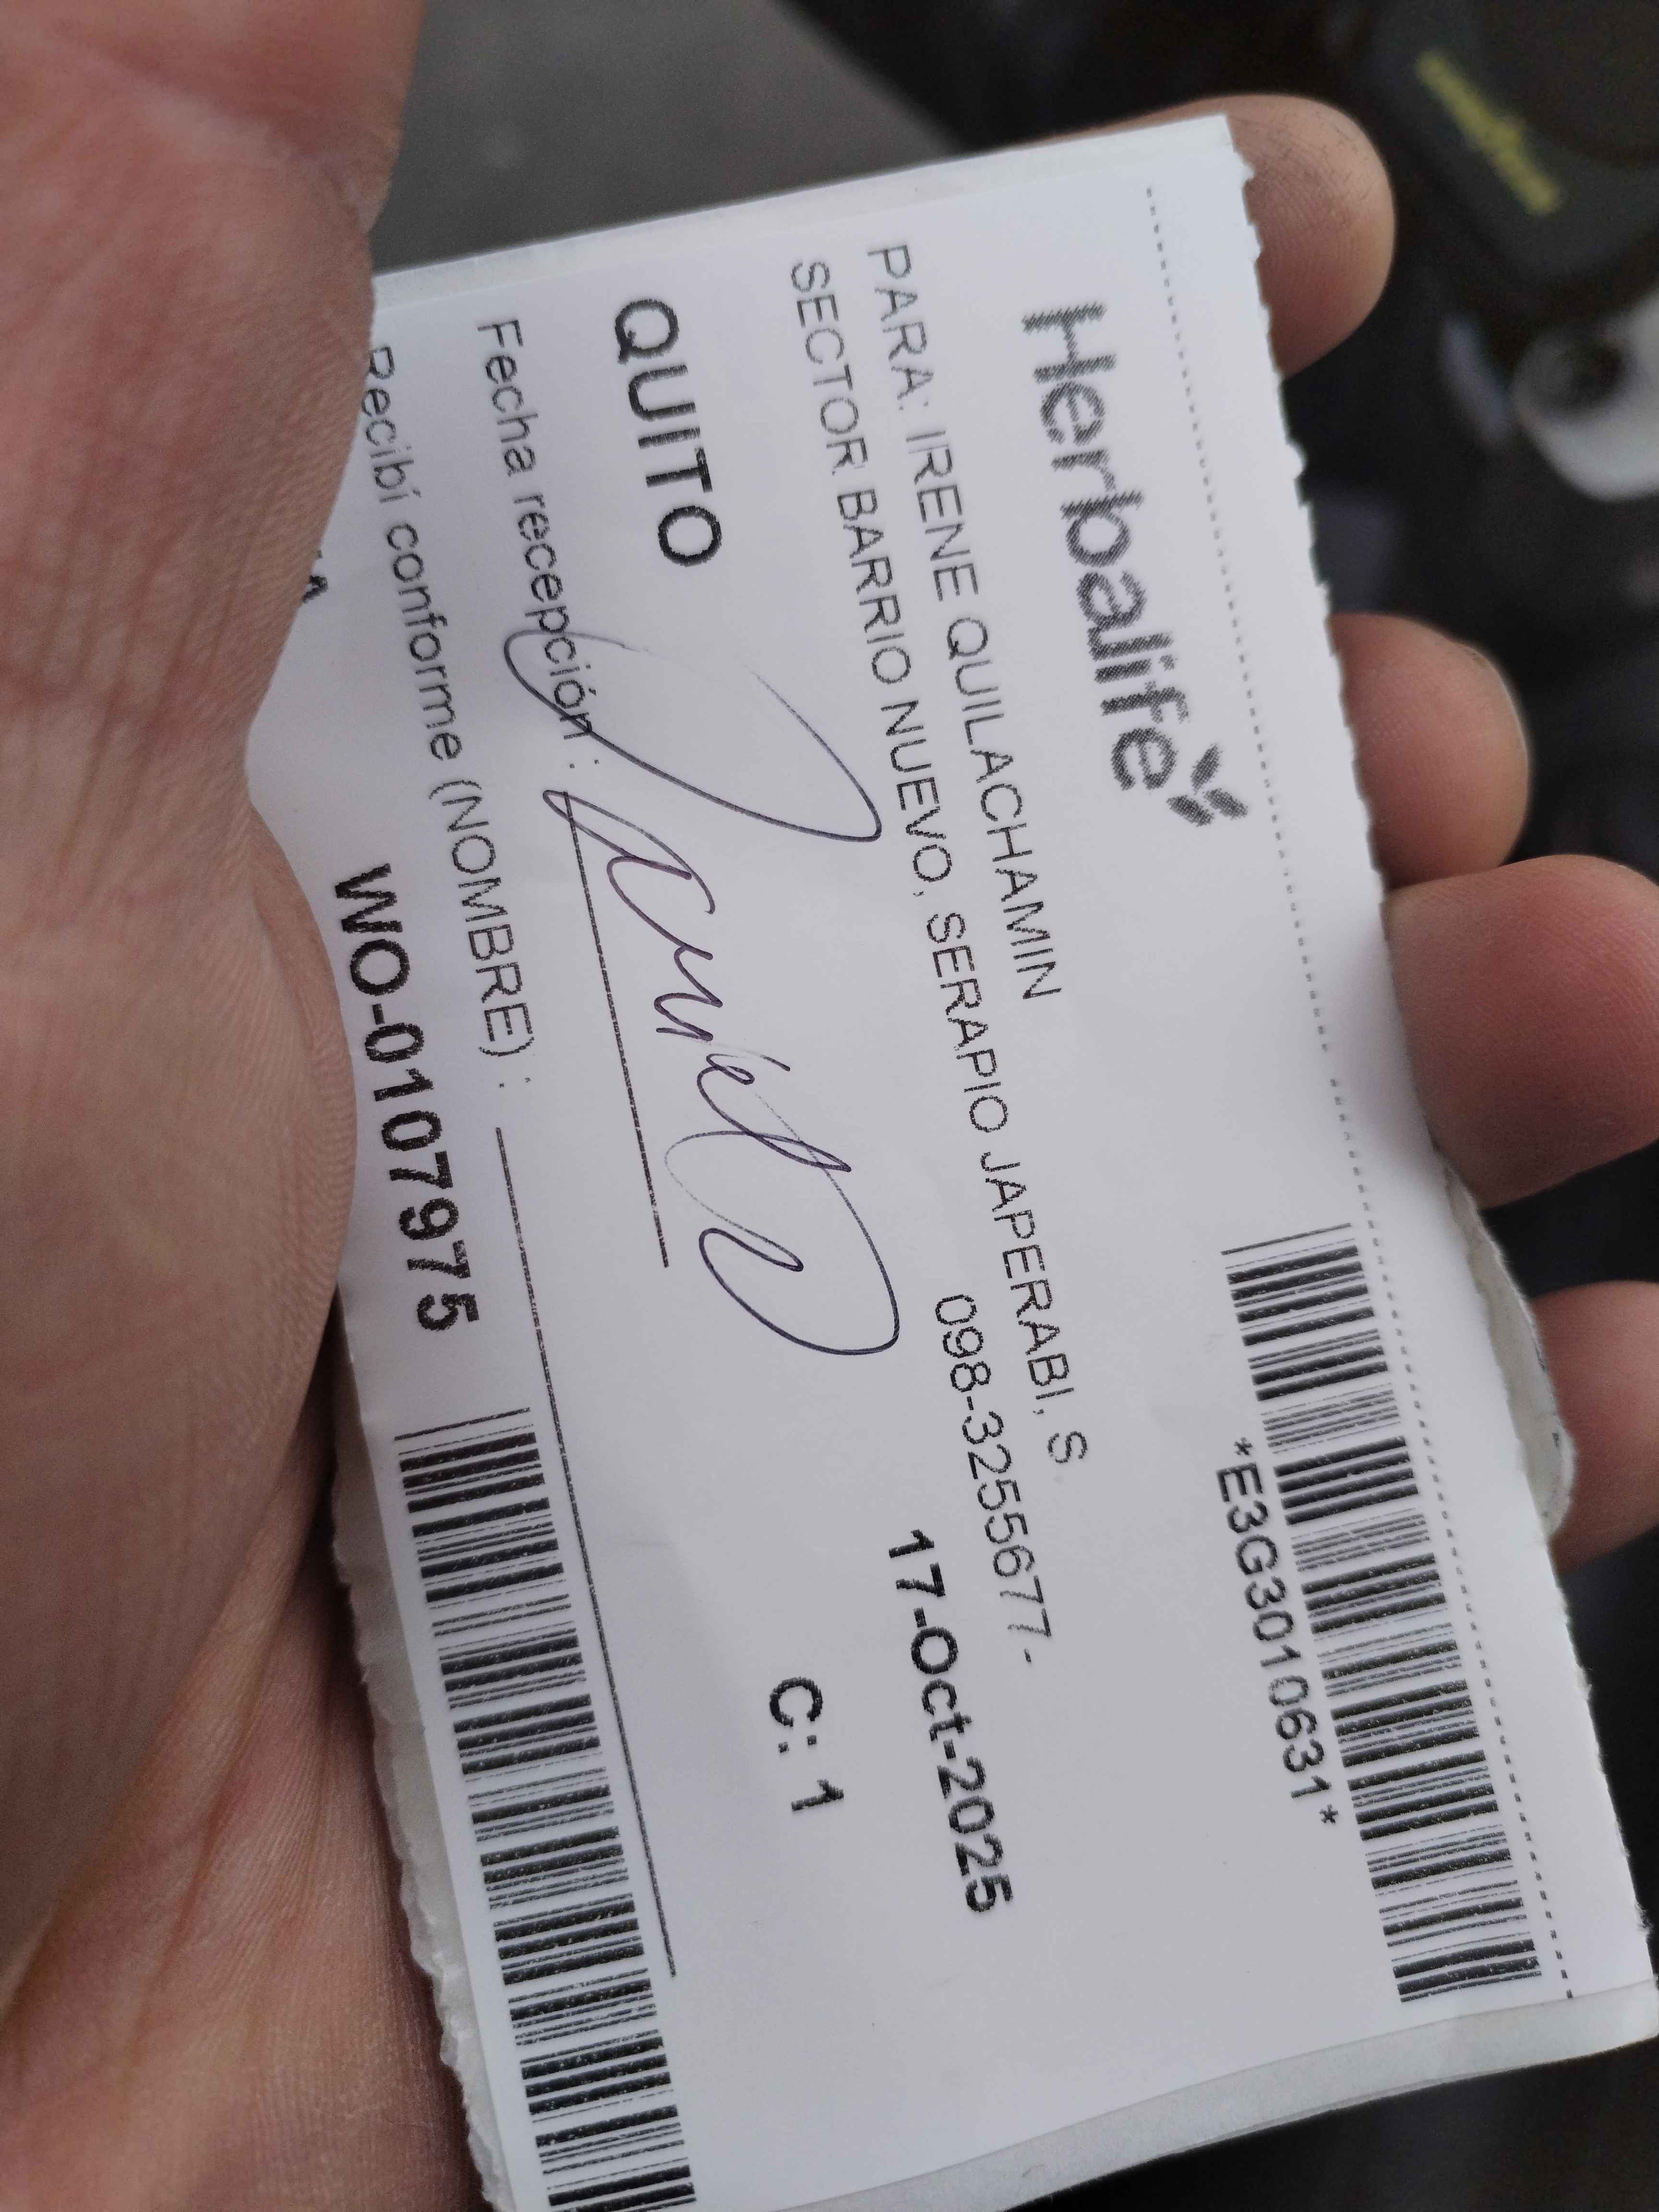 Herbalife
*E3G3010631*
PARA: IRENE QUILACHAMIN
SECTOR BARRIO NUEVO, SERAPIO JAPERABI, S
098-3255677-
17-Oct-2025
QUITO
C: 1
Fecha recepción :
Recibí conforme (NOMBRE) :
WO-0107975